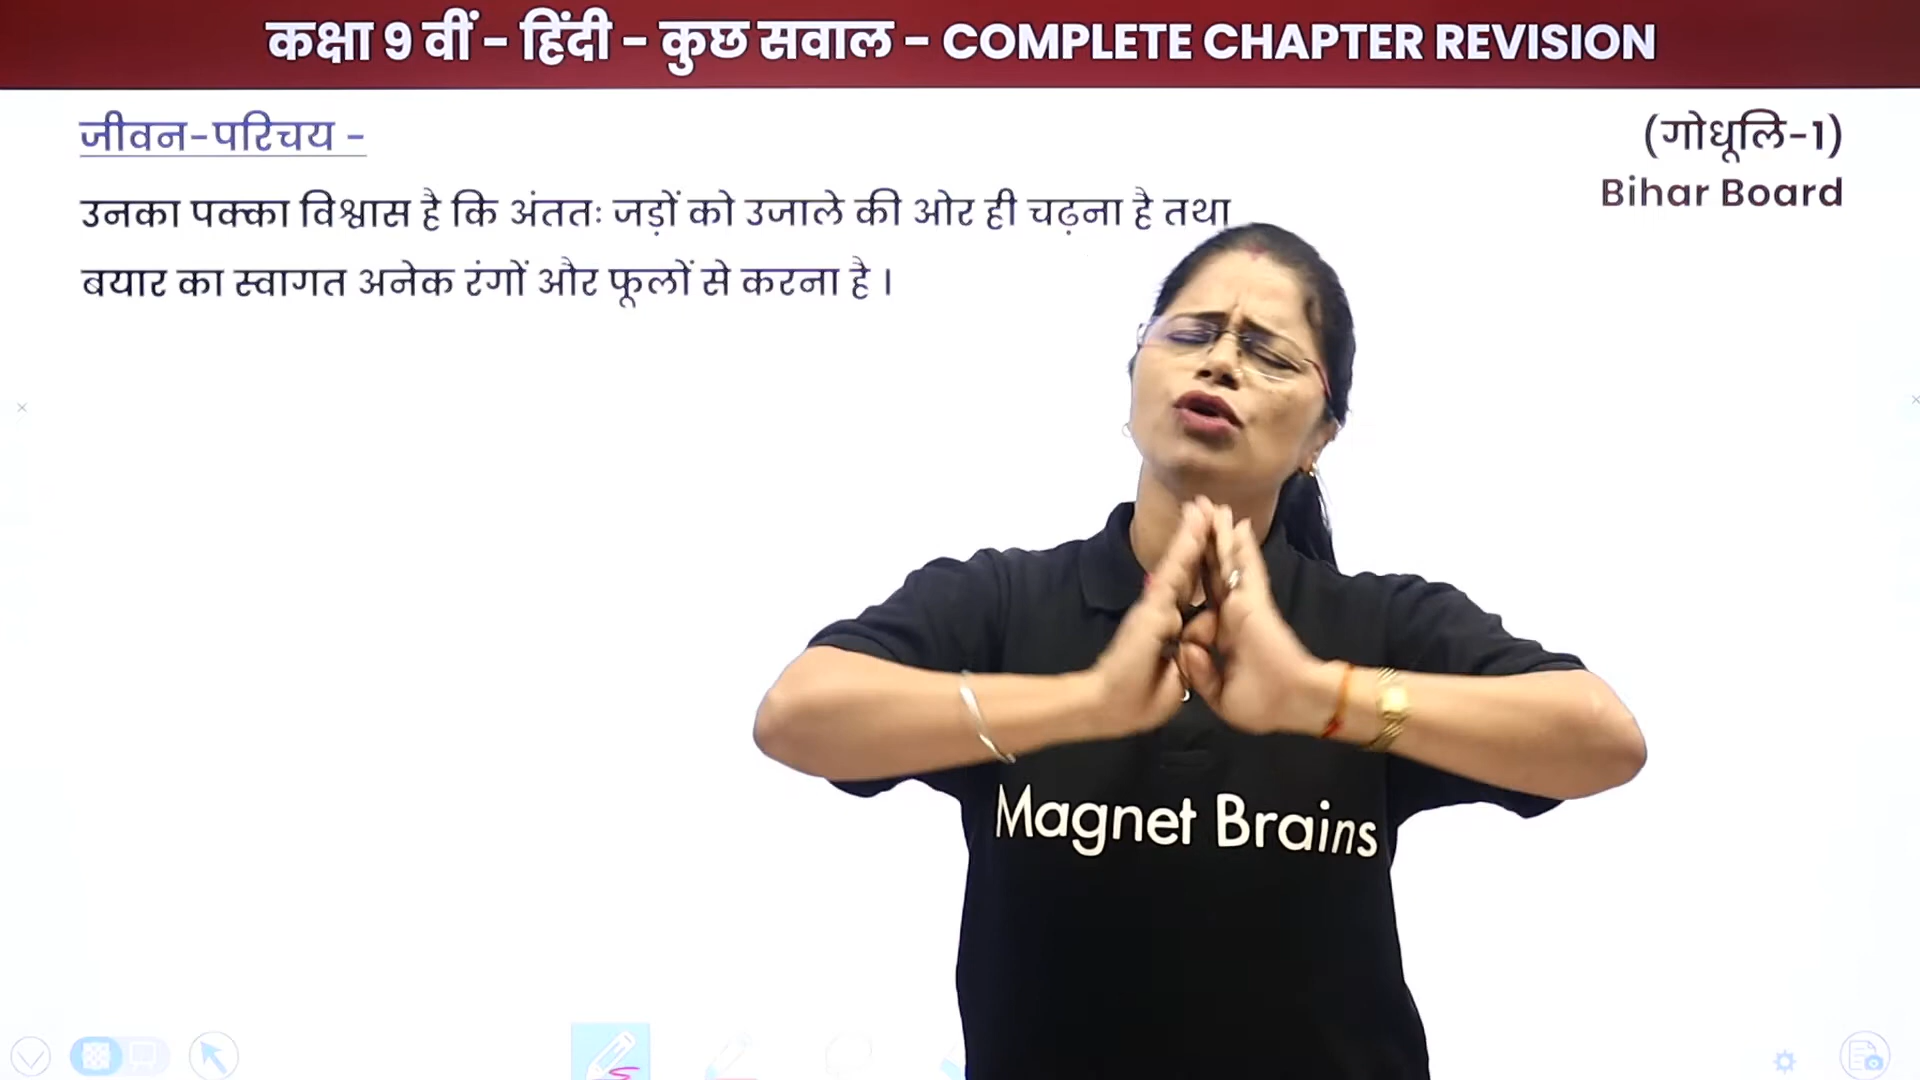 कक्षा 9 वीं - हिंदी - कुछ सवाल - COMPLETE CHAPTER REVISION
जीवन-परिचय -
(गोधूलि-1)
Bihar Board
उनका पक्का विश्वास है कि अंततः जड़ों को उजाले की ओर ही चढ़ना है तथा
बयार का स्वागत अनेक रंगों और फूलों से करना है ।
Magnet Brains